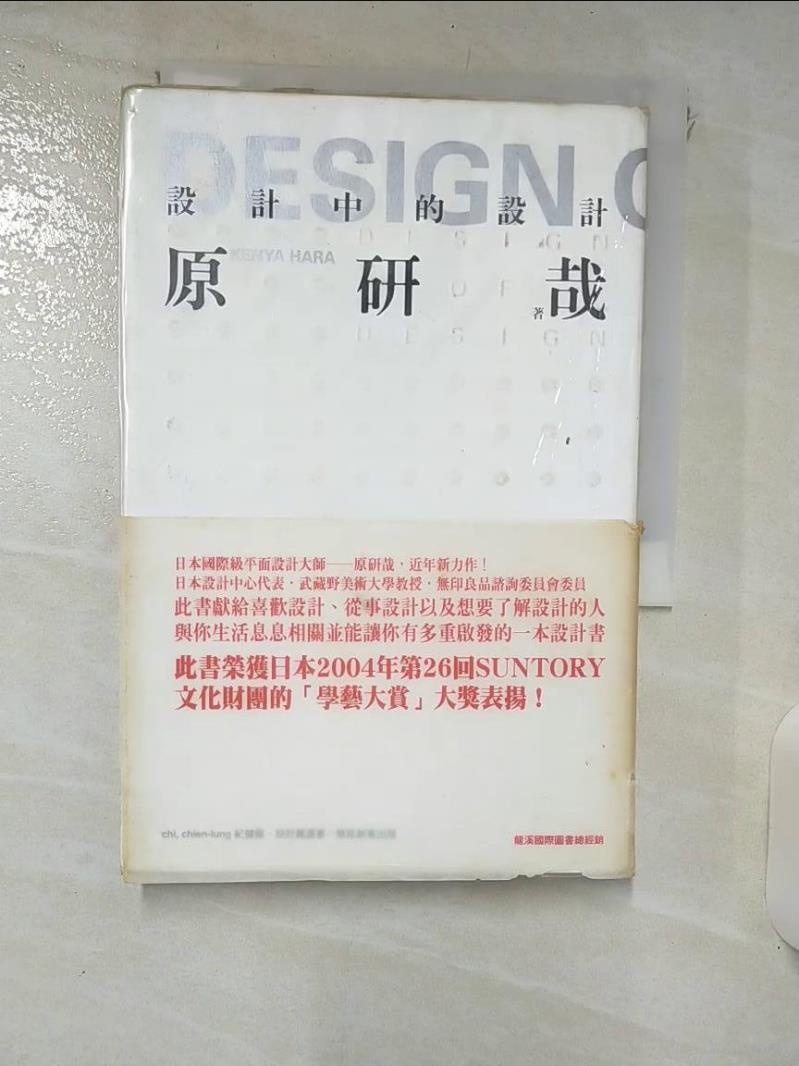 DESIGN
設計中的設計
DESIGN
KENYA HARA
原研哉
著
OF
DESIGN
日本國際級平面設計大師——原研哉,近年新力作!
日本設計中心代表・武藏野美術大學教授・無印良品諮詢委員會委員
此書獻給喜歡設計、從事設計以及想要了解設計的人
與你生活息息相關並能讓你有多重啟發的一本設計書
此書榮獲日本2004年第26回SUNTORY
文化財團的「學藝大賞」大獎表揚!
chi, chien-lung 紀健龍
龍溪國際圖書總經銷